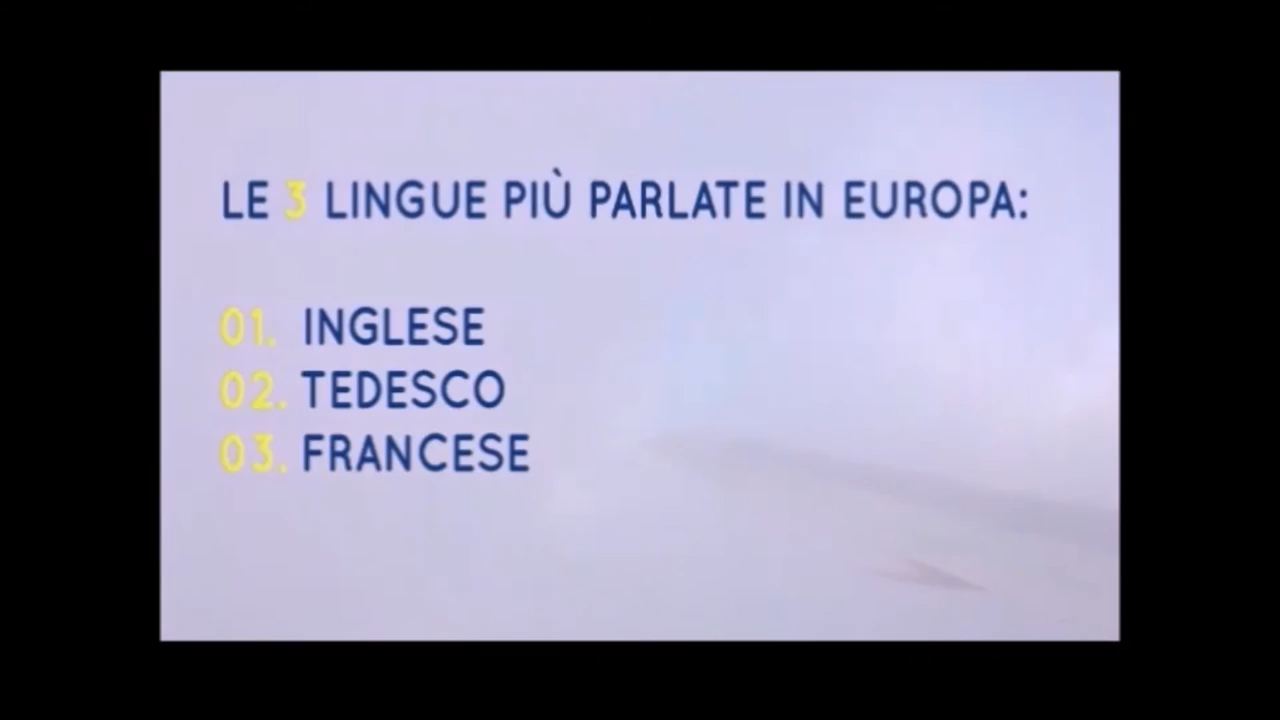 LE 3 LINGUE PIÙ PARLATE IN EUROPA:
01. INGLESE
02. TEDESCO
03. FRANCESE